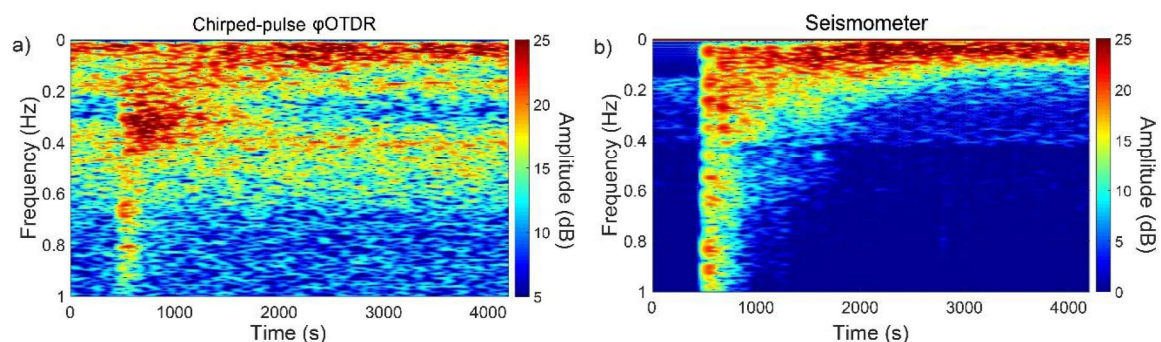 Chirped-pulse φOTDR
a)
Frequency (Hz)
0
0.2
0.4
0.6
0.8
1
0 1000 2000 3000 4000
Time (s)
25
20
15
10
5
Amplitude (dB)
Seismometer
b)
Frequency (Hz)
0
0.2
0.4
0.6
0.8
1
0 1000 2000 3000 4000
Time (s)
25
20
15
10
5
0
Amplitude (dB)